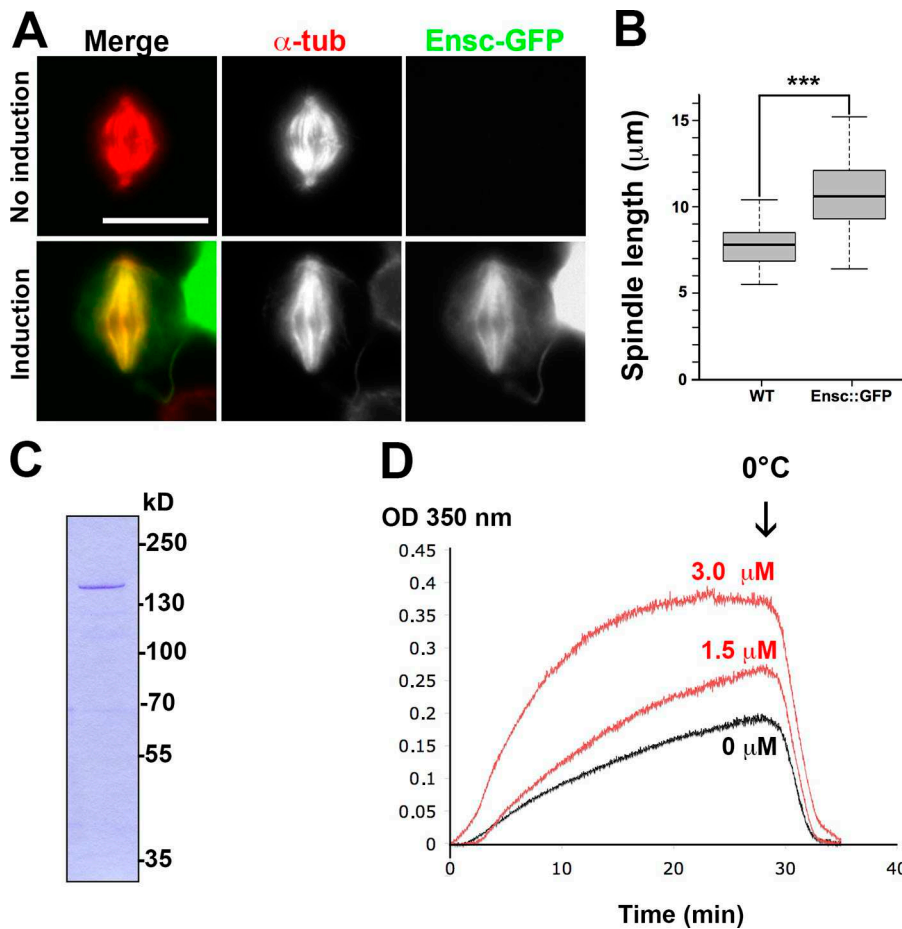 A
Merge
α-tub
Ensc-GFP
No induction
Induction
B
***
Spindle length (μm)
15
10
5
0
WT
Ensc::GFP
C
kD
-250
-130
-100
-70
-55
-35
D
0°C
OD 350 nm
0.45
0.4
0.35
0.3
0.25
0.2
0.15
0.1
0.05
0
3.0 μM
1.5 μM
0 μM
0
10
20
30
40
Time (min)